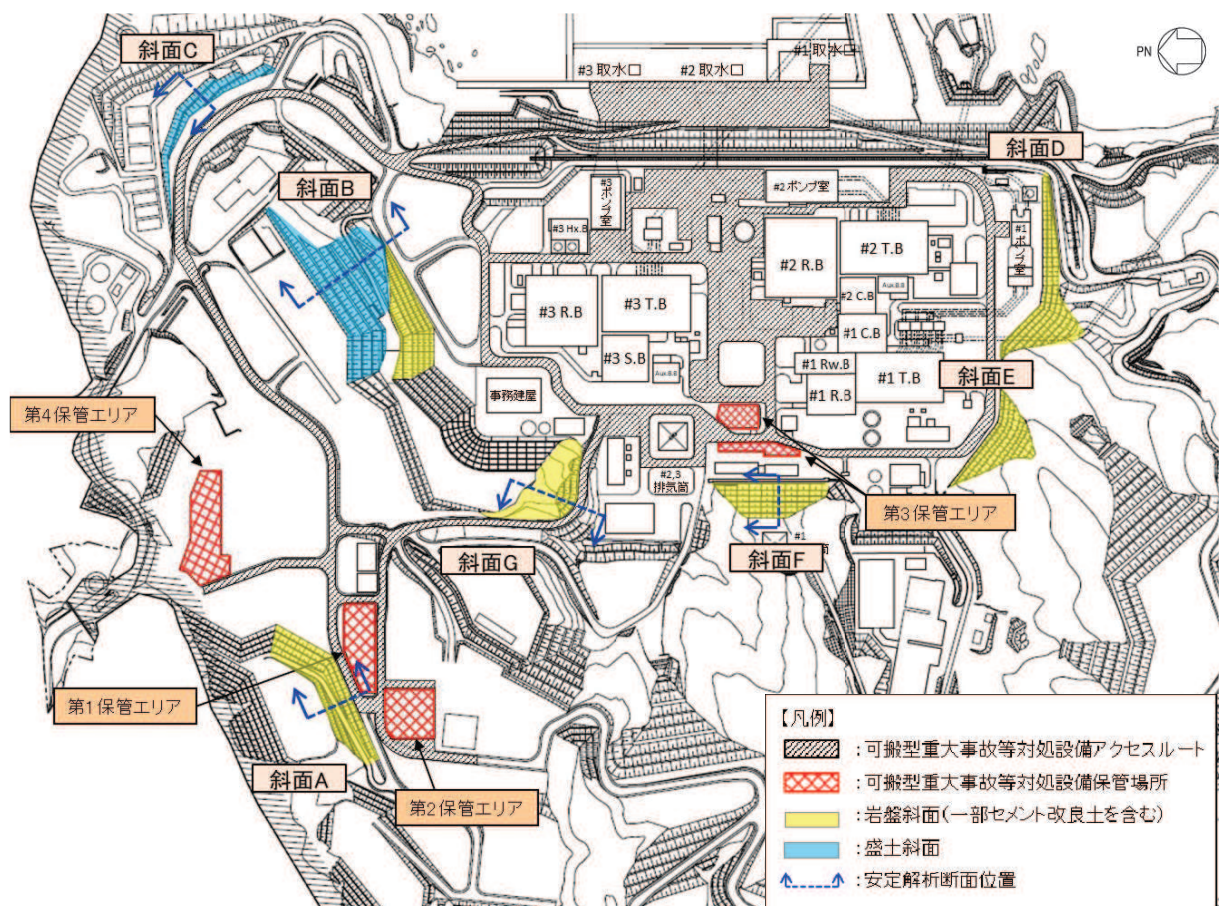 斜面C
#1 取水口
#3 取水口
#2 取水口
PN
斜面D
斜面B
#3 ポンプ室
#2 ポンプ室
#1 ポンプ室
#3 Hx.B
#2 R.B
#2 T.B
Aux.B.B
#3 R.B
#3 T.B
#2 C.B
#1 C.B
#3 S.B
Aux.B.B
#1 Rw.B
#1 T.B
#1 R.B
斜面E
事務建屋
第4保管エリア
#2,3
排気筒
第3保管エリア
斜面G
斜面F
#1
第1保管エリア
斜面A
第2保管エリア
【凡例】
：可搬型重大事故等対処設備アクセスルート
：可搬型重大事故等対処設備保管場所
：岩盤斜面(一部セメント改良土を含む)
：盛土斜面
：安定解析断面位置